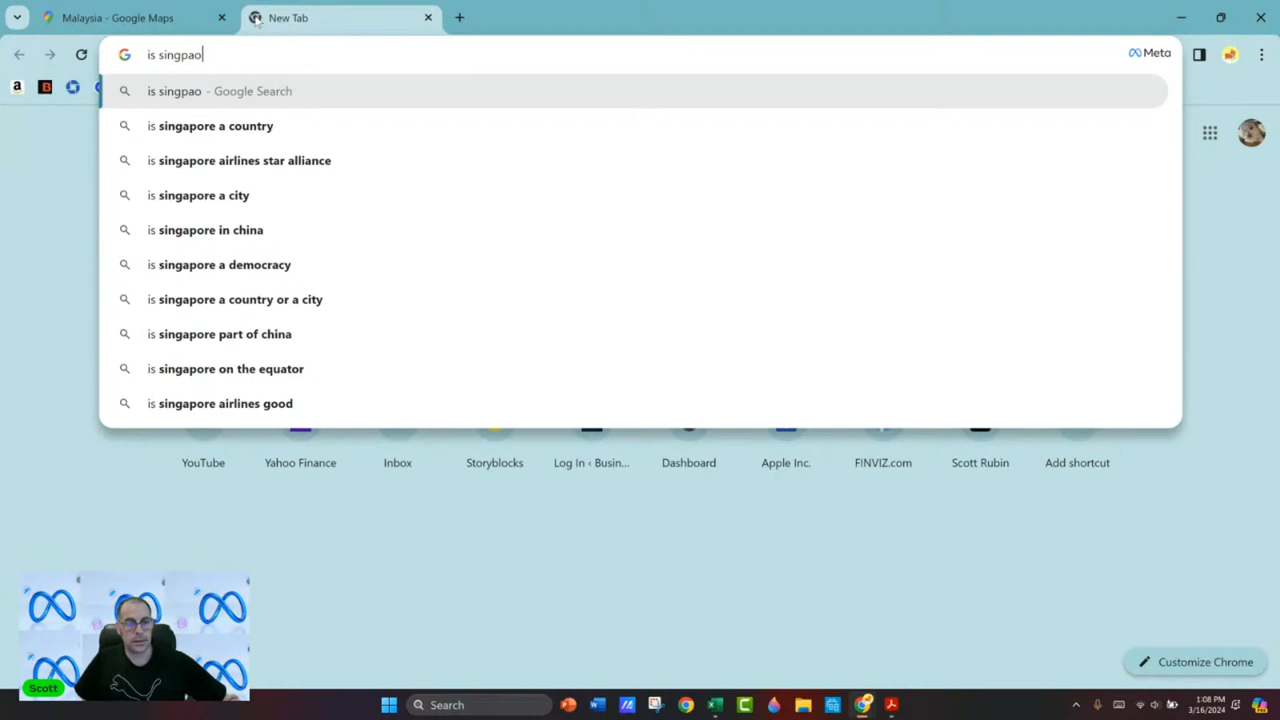 Malaysia - Google Maps
New Tab
is singpao
Meta
is singpao - Google Search
is singapore a country
is singapore airlines star alliance
is singapore a city
is singapore in china
is singapore a democracy
is singapore a country or a city
is singapore part of china
is singapore on the equator
is singapore airlines good
YouTube
Yahoo Finance
Inbox
Storyblocks
Log In ‹ Busin...
Dashboard
Apple Inc.
FINVIZ.com
Scott Rubin
Add shortcut
Customize Chrome
Scott
Search
1:08 PM
3/16/2024